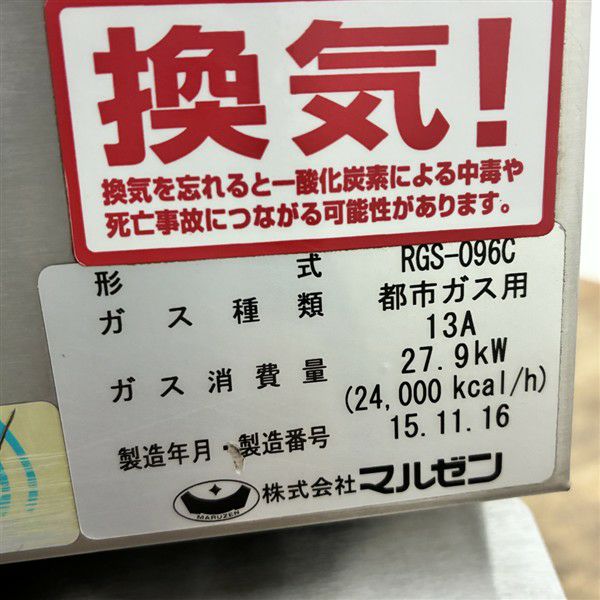 換気!
換気を忘れると一酸化炭素による中毒や
死亡事故につながる可能性があります。
形式 RGS-096C
ガス種類 都市ガス用
13A
ガス消費量 27.9kW
(24,000 kcal/h)
製造年月・製造番号 15.11.16
MARUZEN 株式会社 マルゼン